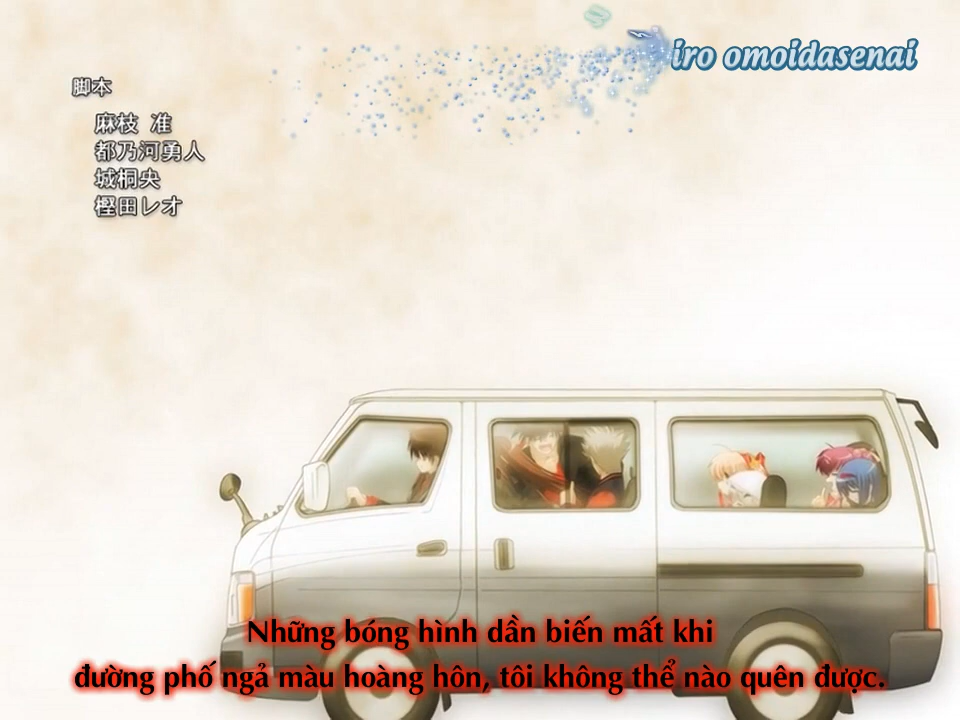 iro omoidasenai
脚本
麻枝 准
都乃河勇人
城桐央
樫田レオ
Những bóng hình dần biến mất khi
đường phố ngả màu hoàng hôn, tôi không thể nào quên được.